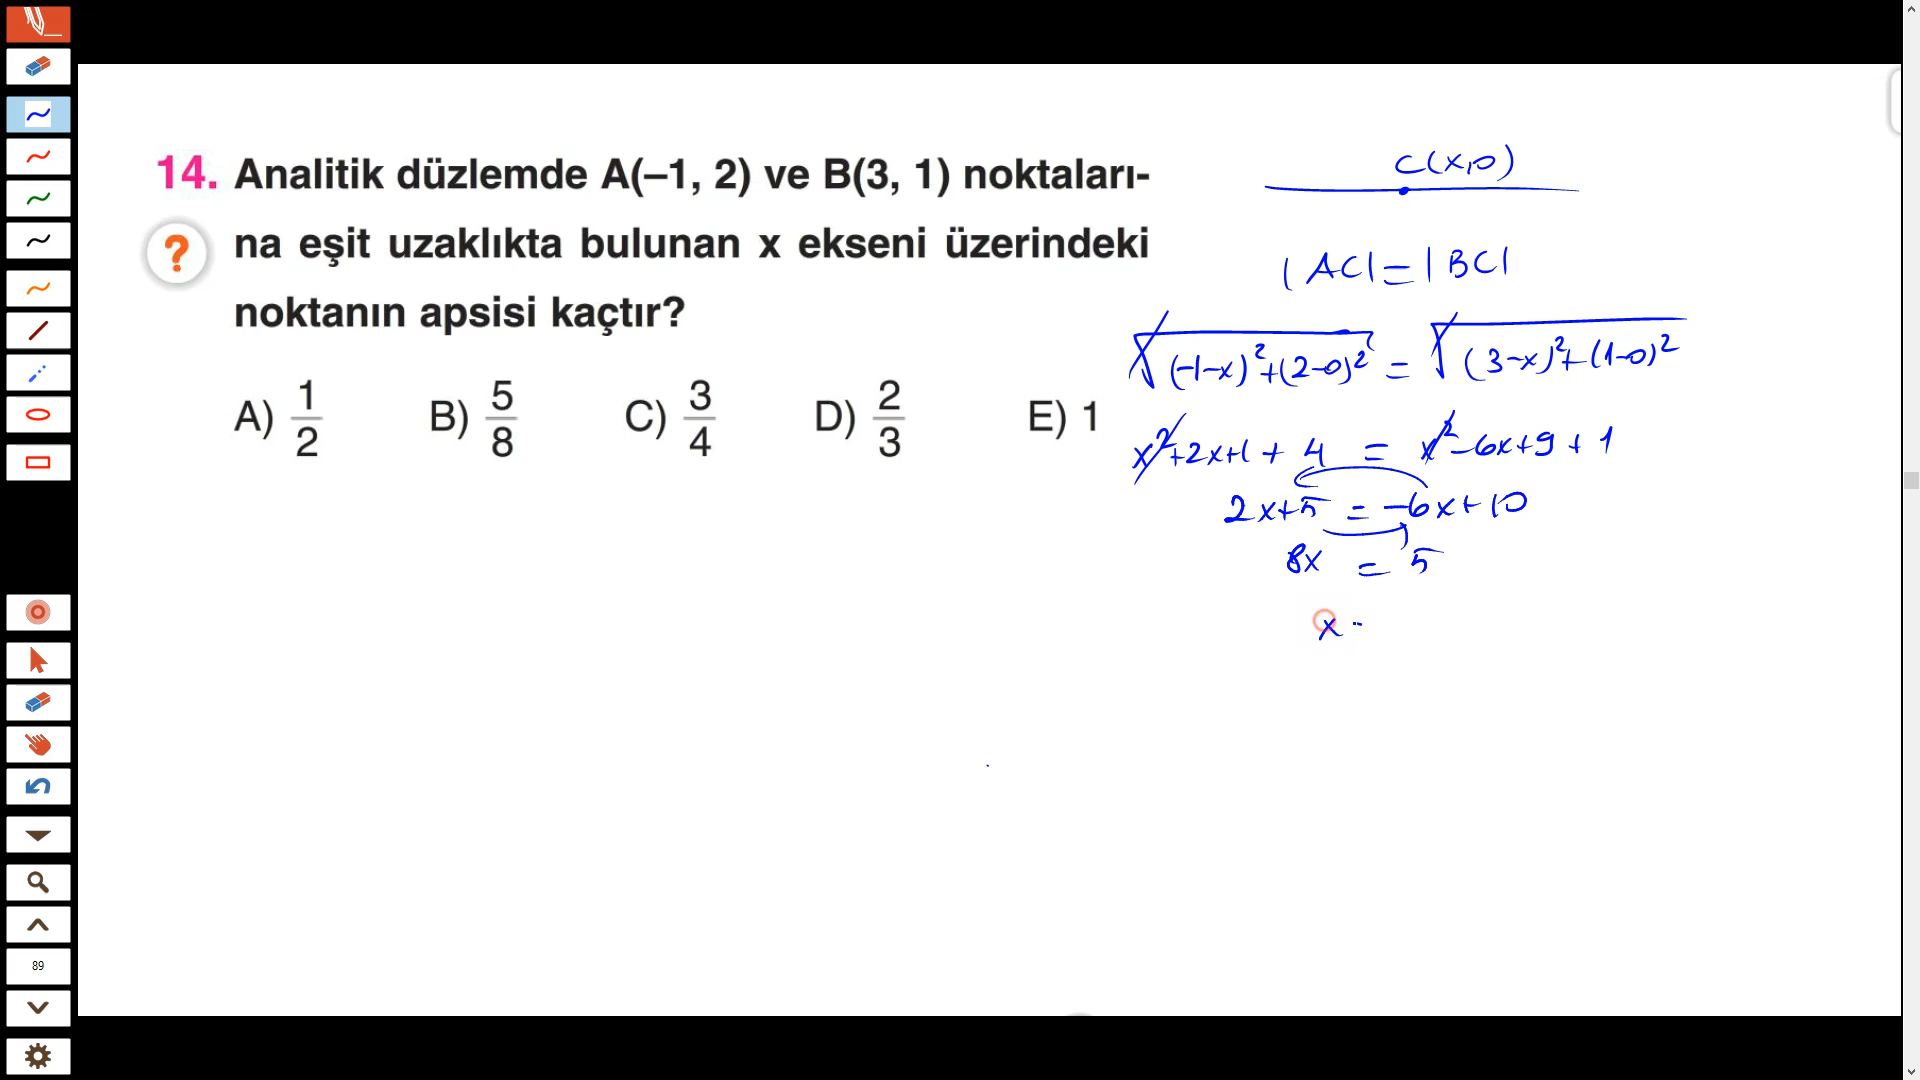 14. Analitik düzlemde A(–1, 2) ve B(3, 1) noktaları-
na eşit uzaklıkta bulunan x ekseni üzerindeki
noktanın apsisi kaçtır?
A) 1/2 B) 5/8 C) 3/4 D) 2/3 E) 1
C(x,0)
|AC|=|BC|
√(-1-x)²+(2-0)² = √(3-x)²+(1-0)²
x²+2x+1+4 = x²-6x+9+1
2x+5 = -6x+10
8x = 5
x
?
89